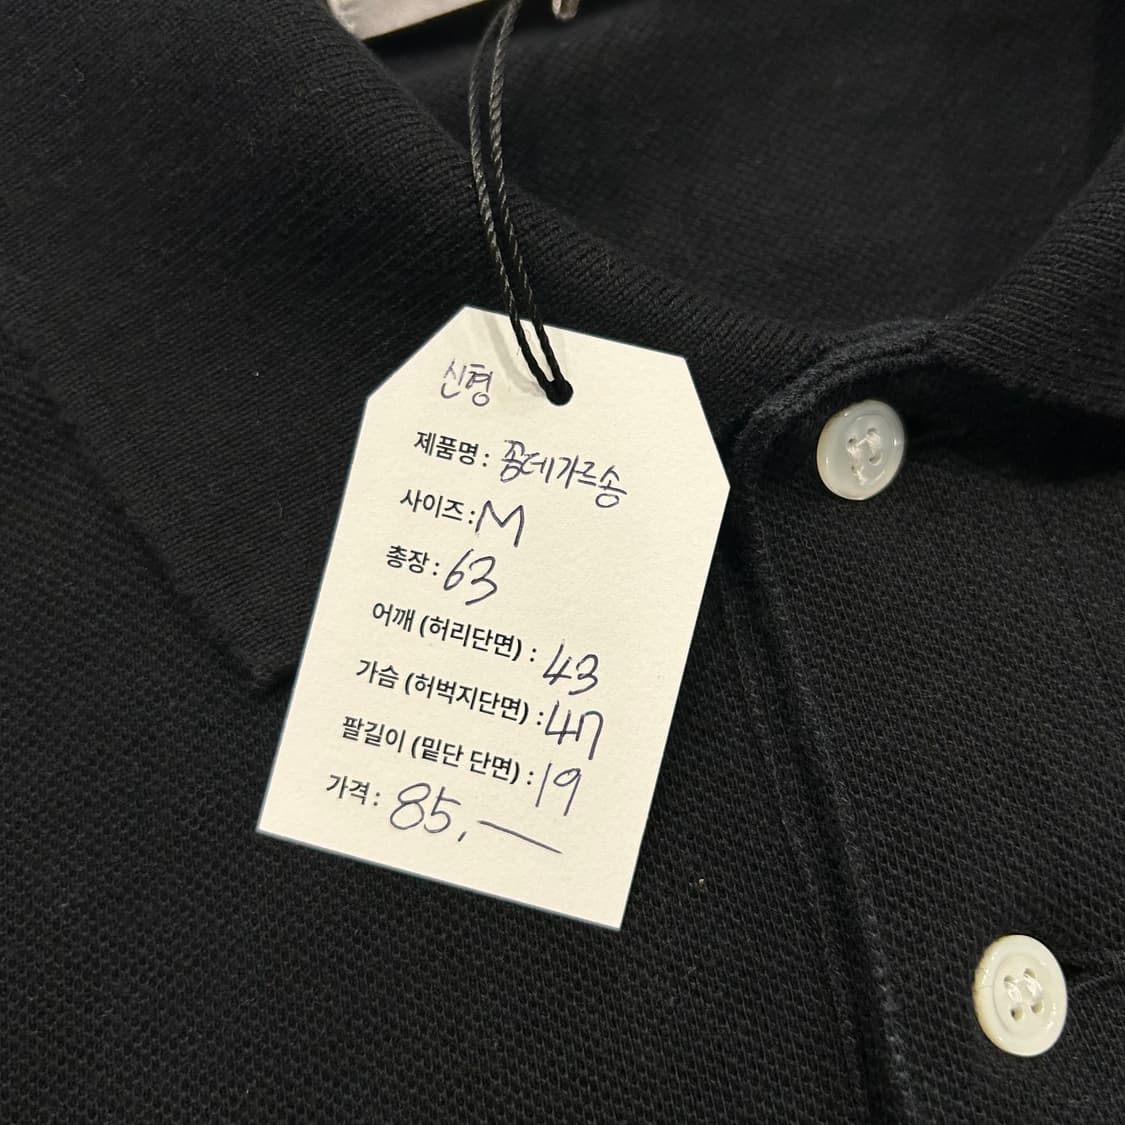 신형
제품명 : 꼼데가르송
사이즈 : M
총장 : 63
어깨 (허리단면) : 43
가슴 (허벅지단면) : 47
팔길이 (밑단 단면) : 19
가격 : 85,—